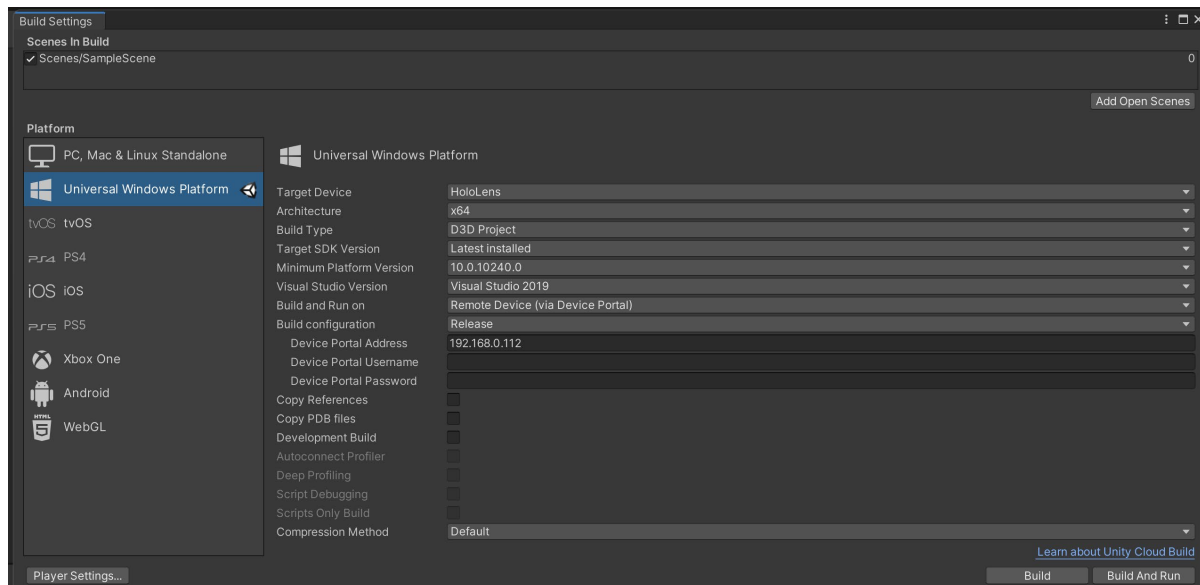 Build Settings
Scenes In Build
Scenes/SampleScene 0
Add Open Scenes
Platform
PC, Mac & Linux Standalone
Universal Windows Platform
tvOS tvOS
PS4 PS4
iOS iOS
PS5 PS5
Xbox One
Android
HTML 5 WebGL
Universal Windows Platform
Target Device HoloLens
Architecture x64
Build Type D3D Project
Target SDK Version Latest installed
Minimum Platform Version 10.0.10240.0
Visual Studio Version Visual Studio 2019
Build and Run on Remote Device (via Device Portal)
Build configuration Release
Device Portal Address 192.168.0.112
Device Portal Username
Device Portal Password
Copy References
Copy PDB files
Development Build
Autoconnect Profiler
Deep Profiling
Script Debugging
Scripts Only Build
Compression Method Default
Learn about Unity Cloud Build
Player Settings... Build Build And Run